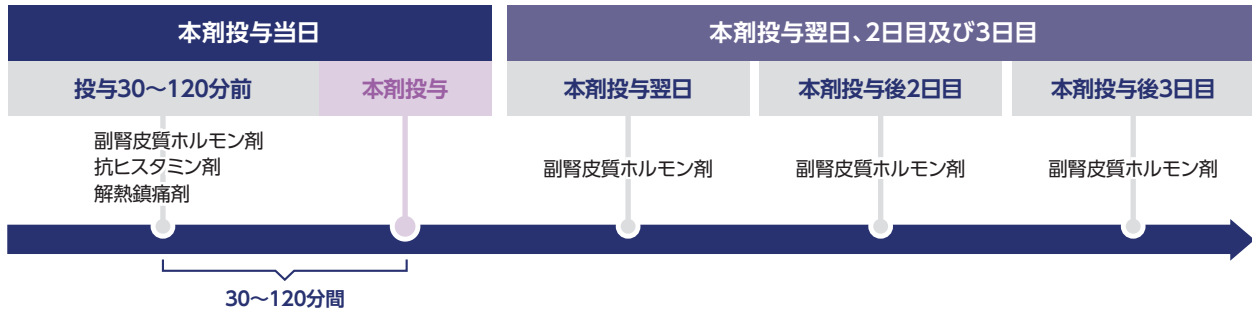 本剤投与当日
本剤投与翌日、2日目及び3日目
投与30～120分前
本剤投与
本剤投与翌日
本剤投与後2日目
本剤投与後3日目
副腎皮質ホルモン剤
抗ヒスタミン剤
解熱鎮痛剤
副腎皮質ホルモン剤
副腎皮質ホルモン剤
副腎皮質ホルモン剤
30～120分間